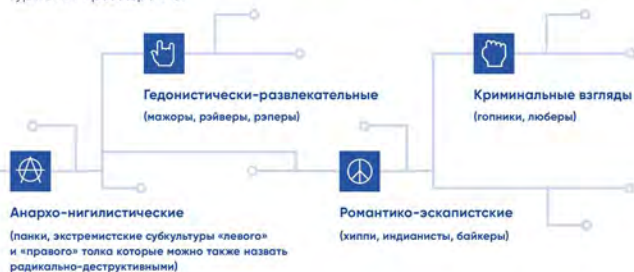 Гедонистически-развлекательные
(мажоры, рэйверы, рэперы)
Криминальные взгляды
(гопники, люберы)
Анархо-нигилистические
(панки, экстремистские субкультуры «левого»
и «правого» толка которые можно также назвать
радикально-деструктивными)
Романтико-эскапистские
(хиппи, индианисты, байкеры)